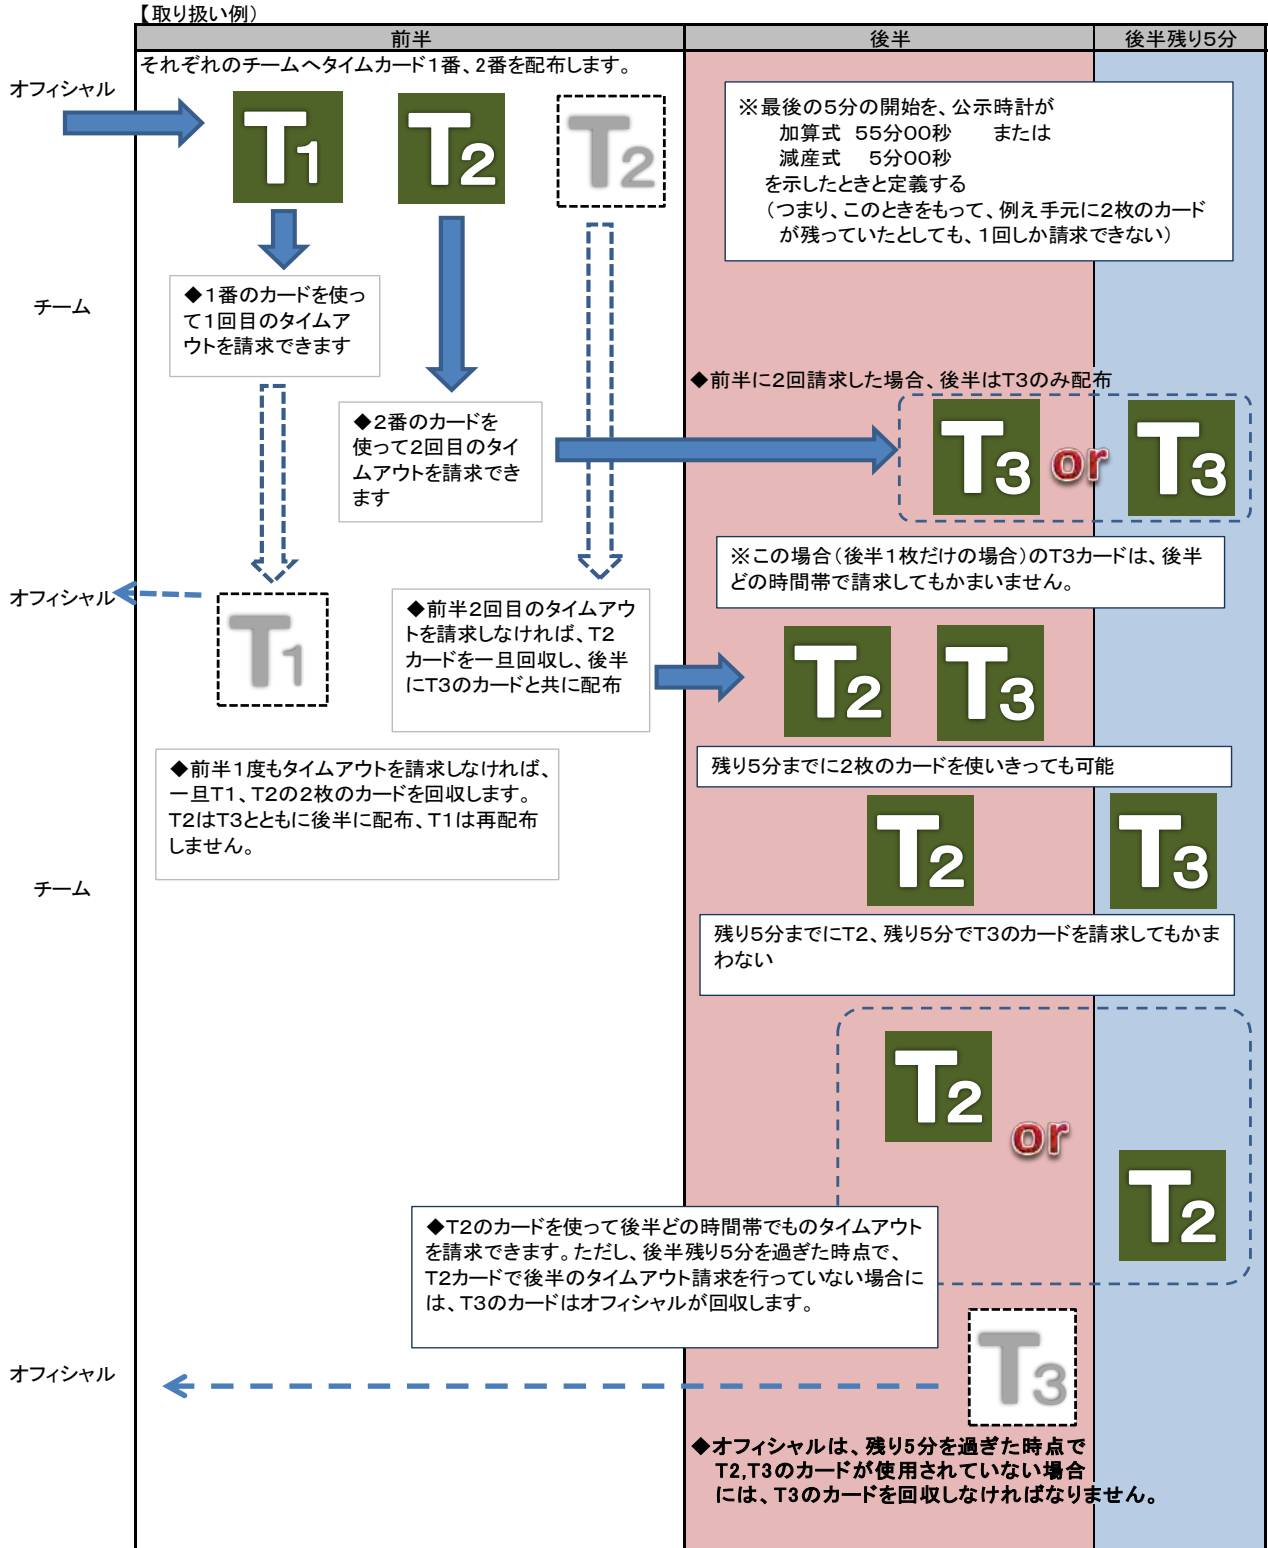 【取り扱い例）
前半
後半
後半残り５分
それぞれのチームへタイムカード１番、２番を配布します。
オフィシャル
T1
T2
T2
※最後の５分の開始を、公示時計が
加算式 ５５分００秒 または
減産式 ５分００秒
を示したときと定義する
（つまり、このときをもって、例え手元に２枚のカード
が残っていたとしても、１回しか請求できない）
チーム
◆１番のカードを使っ
て１回目のタイムア
ウトを請求できます
◆前半に２回請求した場合、後半はT３のみ配布
◆２番のカードを
使って２回目のタイ
ムアウトを請求でき
ます
T3
or
T3
※この場合（後半１枚だけの場合）のT３カードは、後半
どの時間帯で請求してもかまいません。
オフィシャル
T1
◆前半２回目のタイムアウ
トを請求しなければ、T２
カードを一旦回収し、後半
にT３のカードと共に配布
T2
T3
◆前半１度もタイムアウトを請求しなければ、
一旦T１、T２の２枚のカードを回収します。
T２はT３とともに後半に配布、T１は再配布
しません。
残り５分までに２枚のカードを使いきっても可能
T2
T3
チーム
残り５分までにT２、残り５分でT３のカードを請求してもかま
わない
T2
or
T2
◆T２のカードを使って後半どの時間帯でものタイムアウト
を請求できます。ただし、後半残り５分を過ぎた時点で、
T２カードで後半のタイムアウト請求を行っていない場合に
は、T３のカードはオフィシャルが回収します。
オフィシャル
T3
◆オフィシャルは、残り5分を過ぎた時点で
T2,T3のカードが使用されていない場合
には、T3のカードを回収しなければなりません。